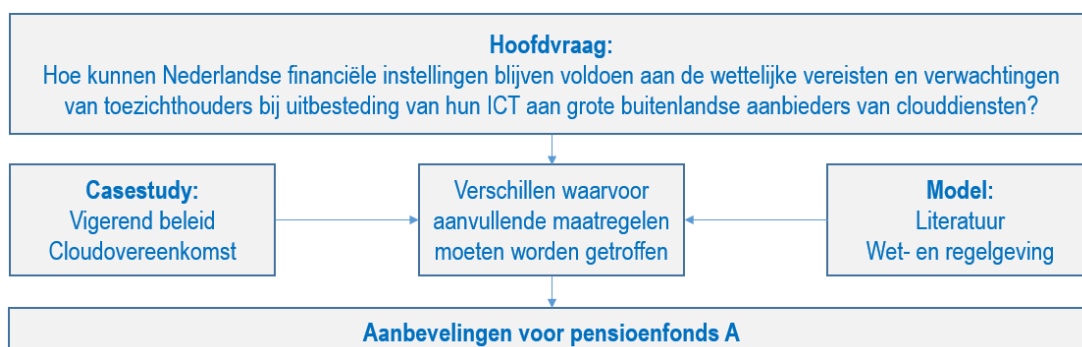 Hoofdvraag:
Hoe kunnen Nederlandse financiële instellingen blijven voldoen aan de wettelijke vereisten en verwachtingen
van toezichthouders bij uitbesteding van hun ICT aan grote buitenlandse aanbieders van clouddiensten?
Casestudy:
Vigerend beleid
Cloudovereenkomst
Verschillen waarvoor
aanvullende maatregelen
moeten worden getroffen
Model:
Literatuur
Wet- en regelgeving
Aanbevelingen voor pensioenfonds A